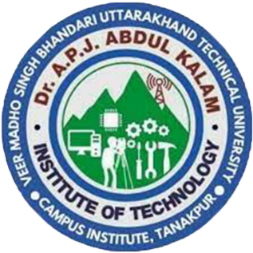 VEER MADHO SINGH BHANDARI UTTARAKHAND TECHNICAL UNIVERSITY
Dr. A.P.J. ABDUL KALAM
INSTITUTE OF TECHNOLOGY
CAMPUS INSTITUTE, TANAKPUR